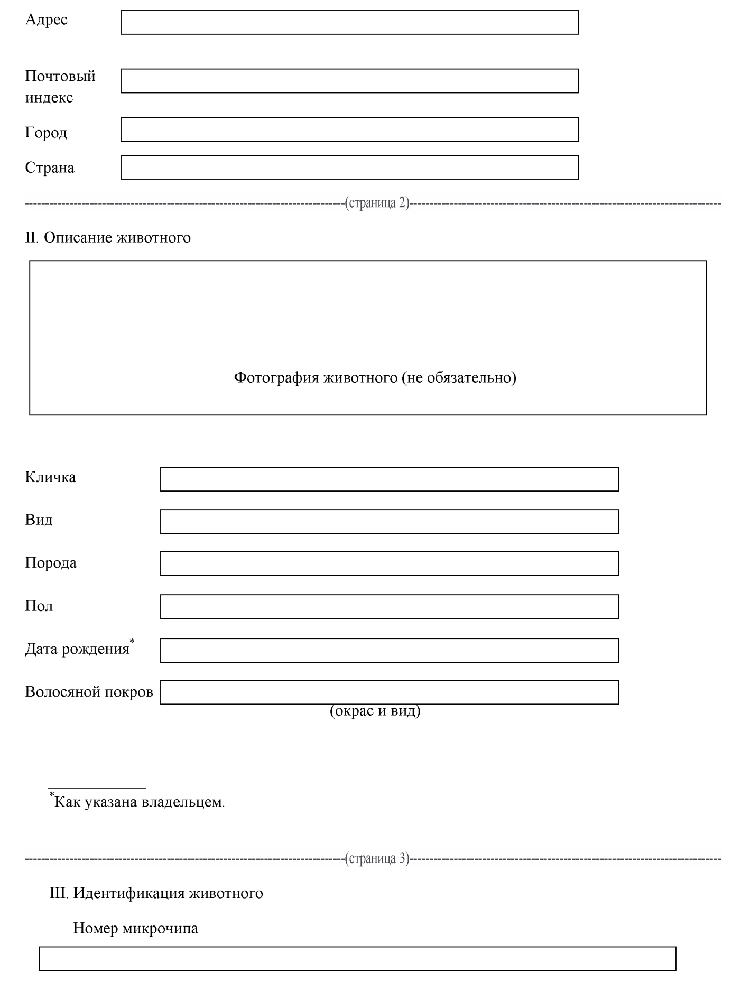 Адрес
Почтовый
индекс
Город
Страна
--------------------------------------------------------------------------------(страница 2)------------------------------------------------------------------------------
II. Описание животного
Фотография животного (не обязательно)
Кличка
Вид
Порода
Пол
Дата рождения*
Волосяной покров
(окрас и вид)
*Как указана владельцем.
--------------------------------------------------------------------------------(страница 3)------------------------------------------------------------------------------
III. Идентификация животного
Номер микрочипа